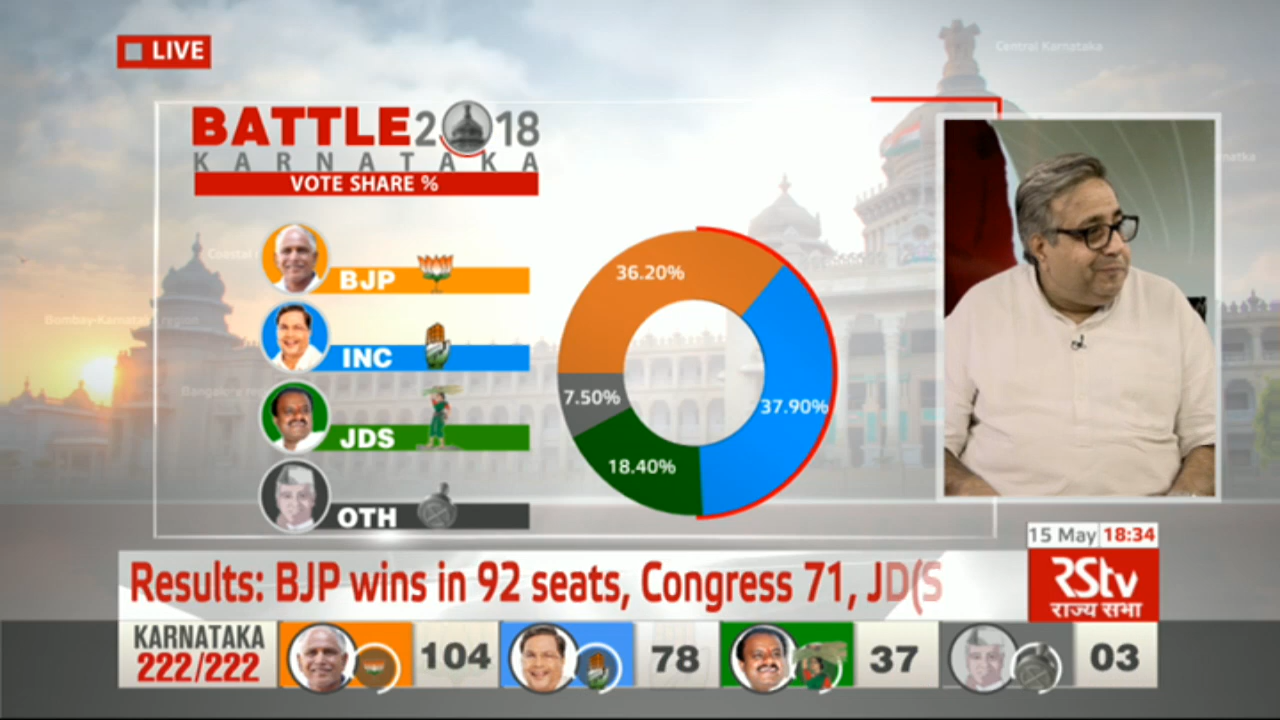 LIVE
Central Karnataka
BATTLE 2018
KARNATAKA
VOTE SHARE %
BJP
INC
JDS
OTH
36.20%
37.90%
7.50%
18.40%
Bombay-Karnataka region
15 May 18:34
Results: BJP wins in 92 seats, Congress 71, JD(S
RStv
राज्य सभा
KARNATAKA
222/222
104
78
37
03